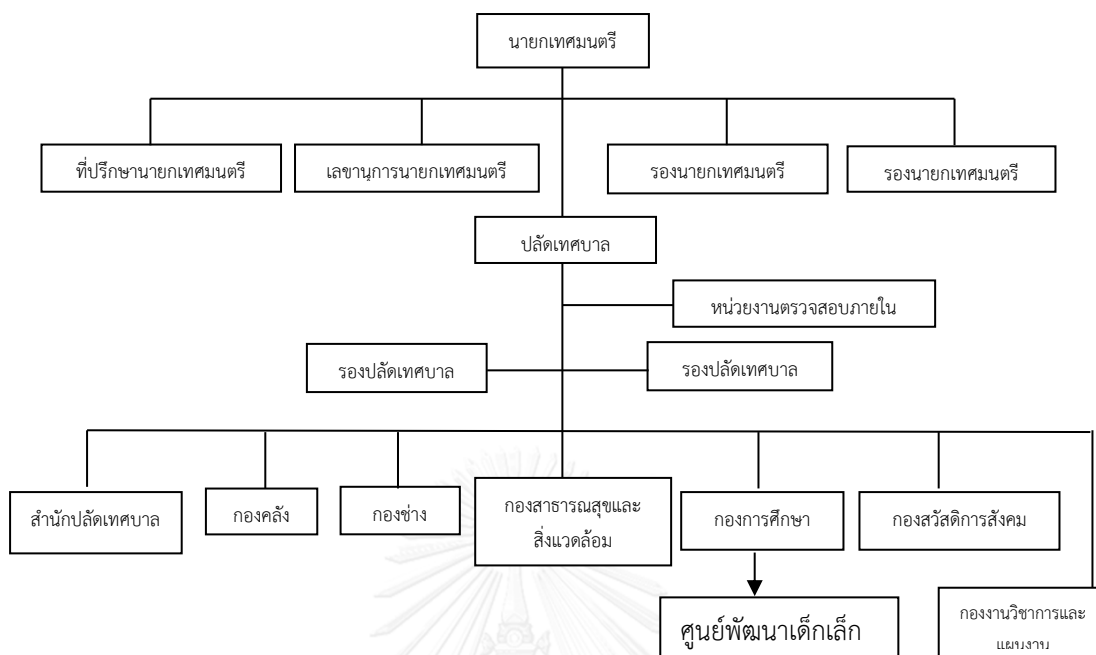 นายกเทศมนตรี
ที่ปรึกษานายกเทศมนตรี
เลขานุการนายกเทศมนตรี
รองนายกเทศมนตรี
รองนายกเทศมนตรี
ปลัดเทศบาล
หน่วยงานตรวจสอบภายใน
รองปลัดเทศบาล
รองปลัดเทศบาล
สำนักปลัดเทศบาล
กองคลัง
กองช่าง
กองสาธารณสุขและ
สิ่งแวดล้อม
กองการศึกษา
กองสวัสดิการสังคม
ศูนย์พัฒนาเด็กเล็ก
กองงานวิชาการและ
แผนงาน